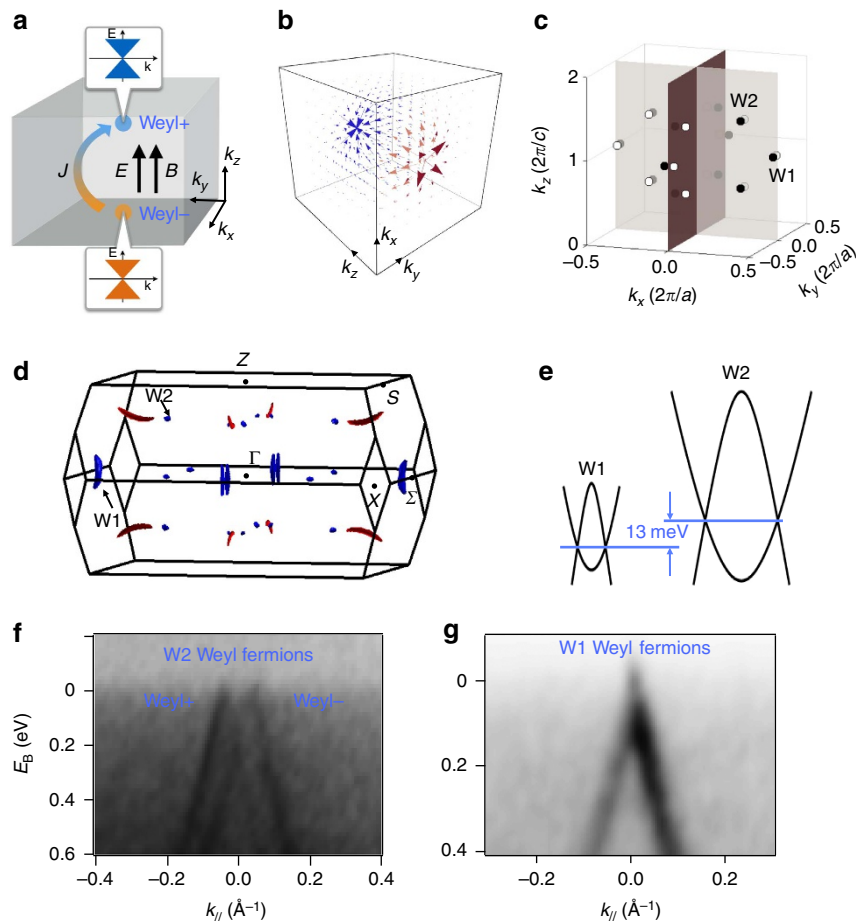 a
E
k
Weyl+
J
E
B
k_z
k_y
k_x
Weyl–
E
k
b
k_z
k_x
k_y
c
2
1
0
k_z (2π/c)
W2
W1
–0.5
0.0
0.5
k_x (2π/a)
0.5
0.0
–0.5
k_y (2π/a)
d
Z
W2
S
Γ
X
Σ
W1
e
W2
W1
13 meV
f
W2 Weyl fermions
Weyl+
Weyl–
0
0.2
0.4
0.6
E_B (eV)
–0.4
–0.2
0.0
0.2
0.4
k_// (Å⁻¹)
g
W1 Weyl fermions
0
0.2
0.4
–0.2
0.0
0.2
k_// (Å⁻¹)